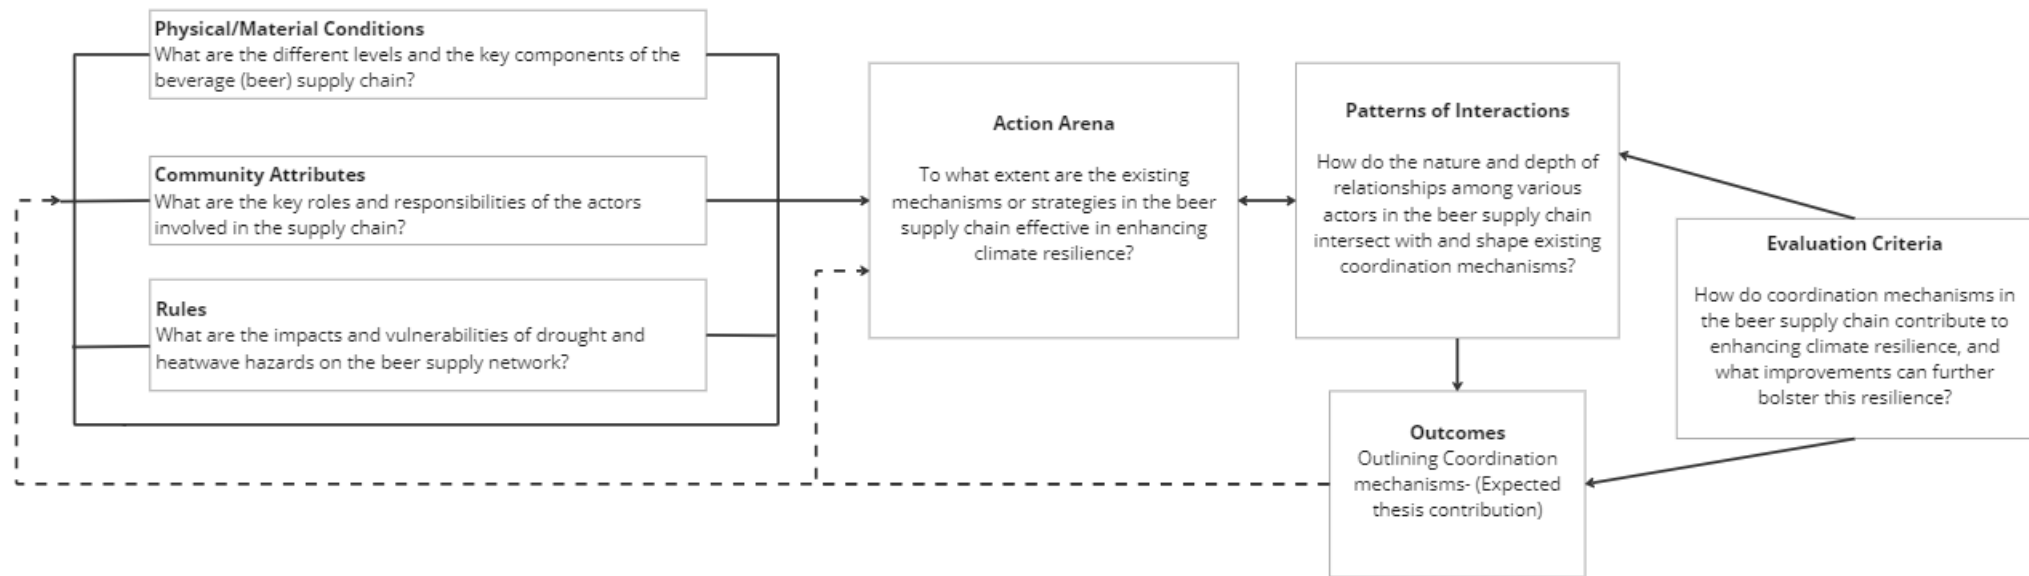 Physical/Material Conditions
What are the different levels and the key components of the
beverage (beer) supply chain?
Community Attributes
What are the key roles and responsibilities of the actors
involved in the supply chain?
Rules
What are the impacts and vulnerabilities of drought and
heatwave hazards on the beer supply network?
Action Arena
To what extent are the existing
mechanisms or strategies in the beer
supply chain effective in enhancing
climate resilience?
Patterns of Interactions
How do the nature and depth of
relationships among various
actors in the beer supply chain
intersect with and shape existing
coordination mechanisms?
Evaluation Criteria
How do coordination mechanisms in
the beer supply chain contribute to
enhancing climate resilience, and
what improvements can further
bolster this resilience?
Outcomes
Outlining Coordination
mechanisms- (Expected
thesis contribution)